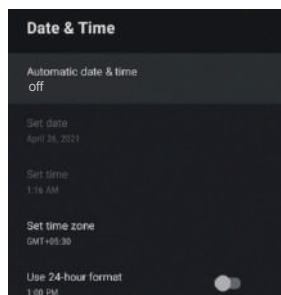 Date & Time
Automatic date & time
off
Set date
April 26, 2021
Set time
1:16 AM
Set time zone
GMT+05:30
Use 24-hour format
1:00 PM